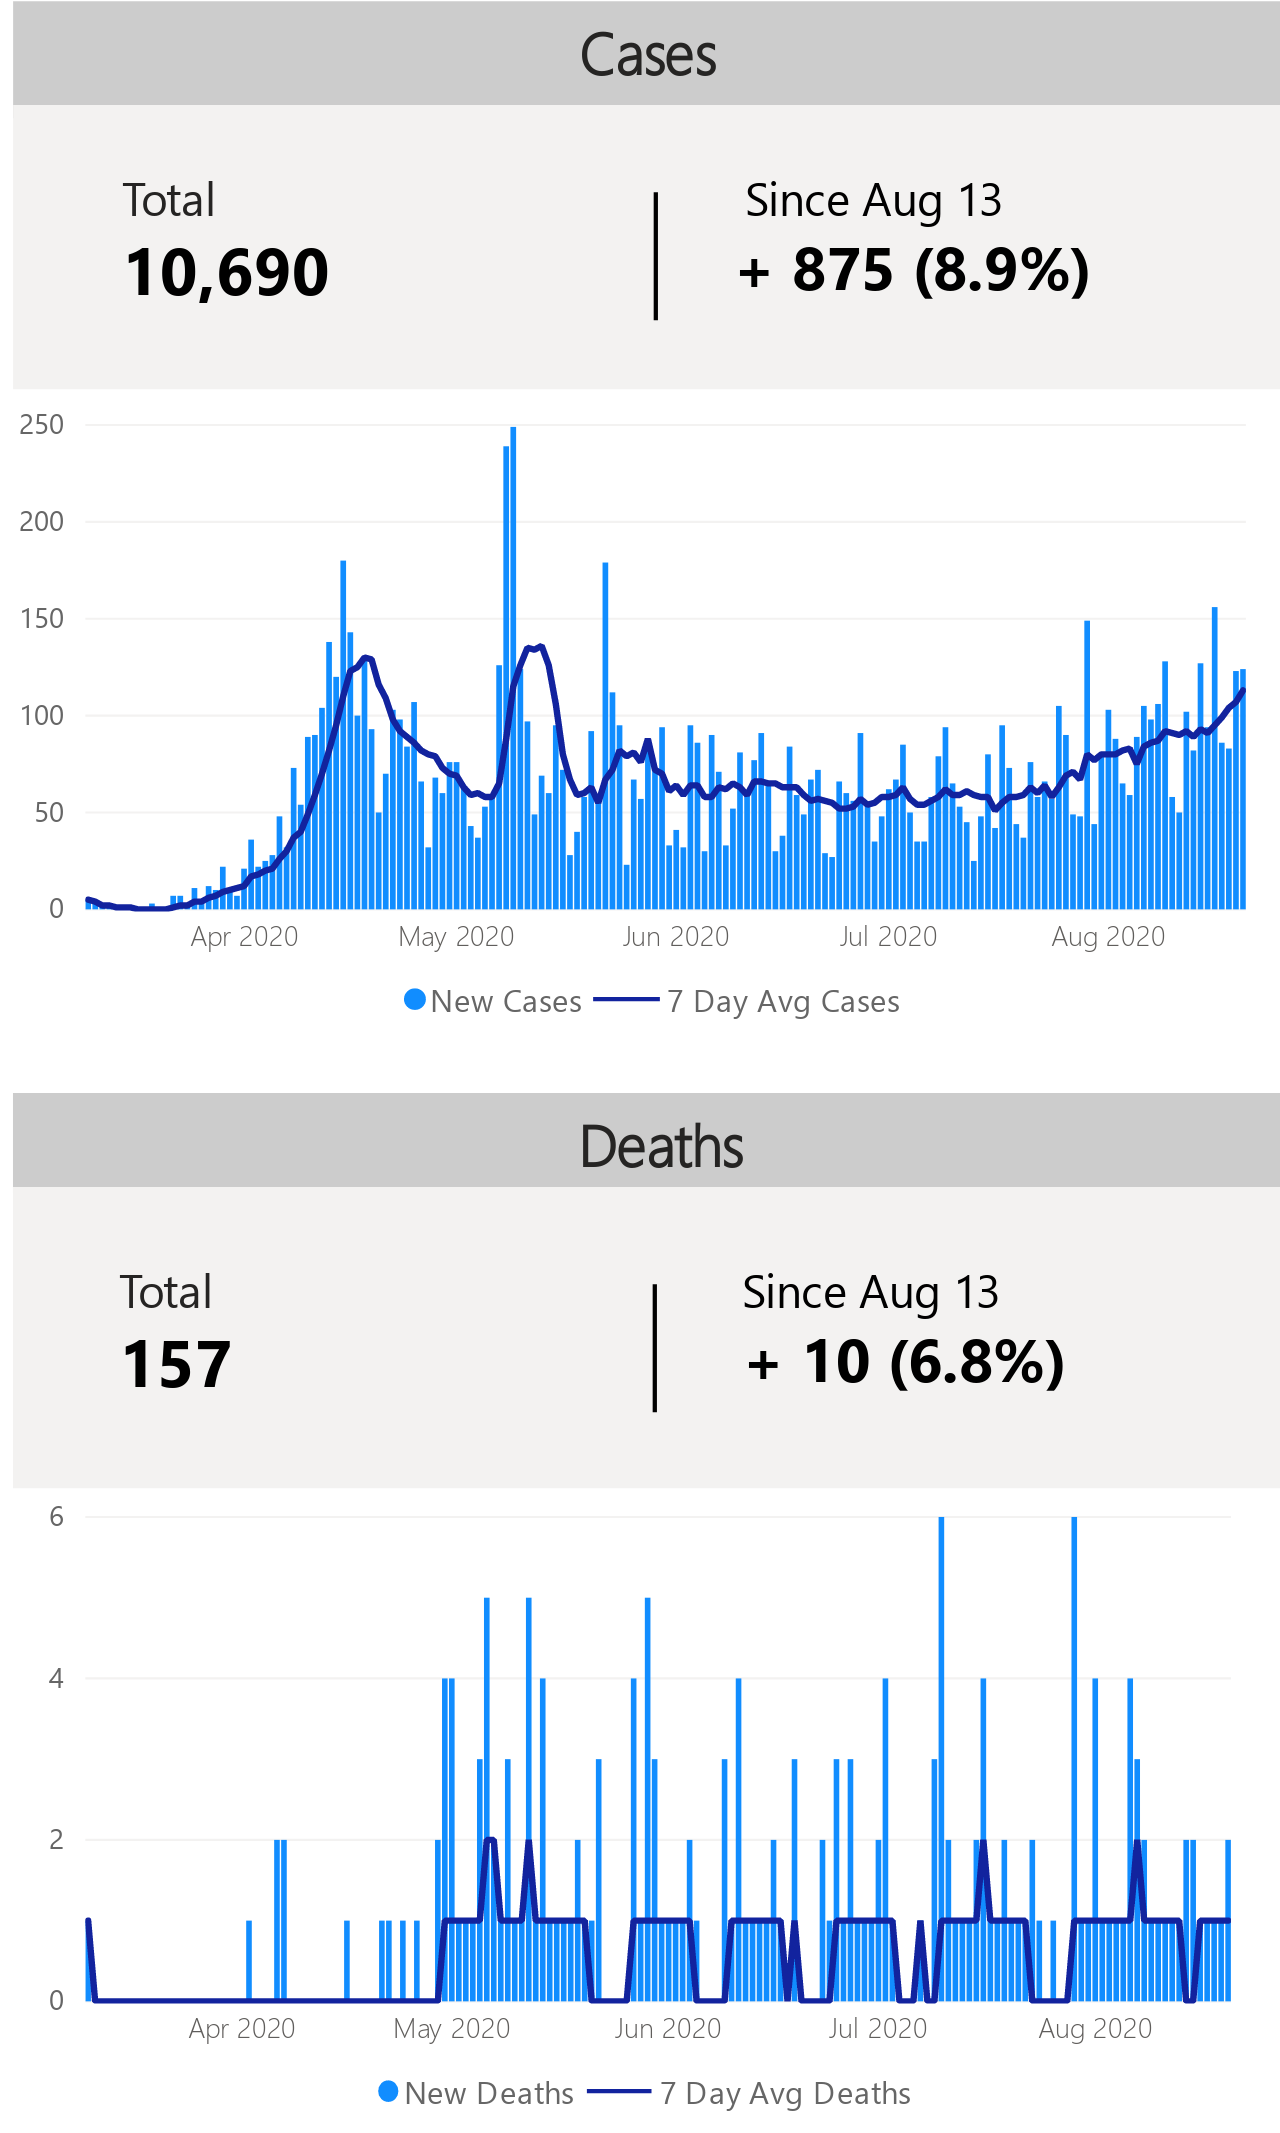 Cases
Total
Since Aug 13
10,690
+ 875 (8.9%)
250
200
150
100
50
0
Apr 2020
May 2020
Jun 2020
Jul 2020
Aug 2020
New Cases
7 Day Avg Cases
Deaths
Total
Since Aug 13
157
+ 10 (6.8%)
6
4
2
0
Apr 2020
May 2020
Jun 2020
Jul 2020
Aug 2020
New Deaths
7 Day Avg Deaths